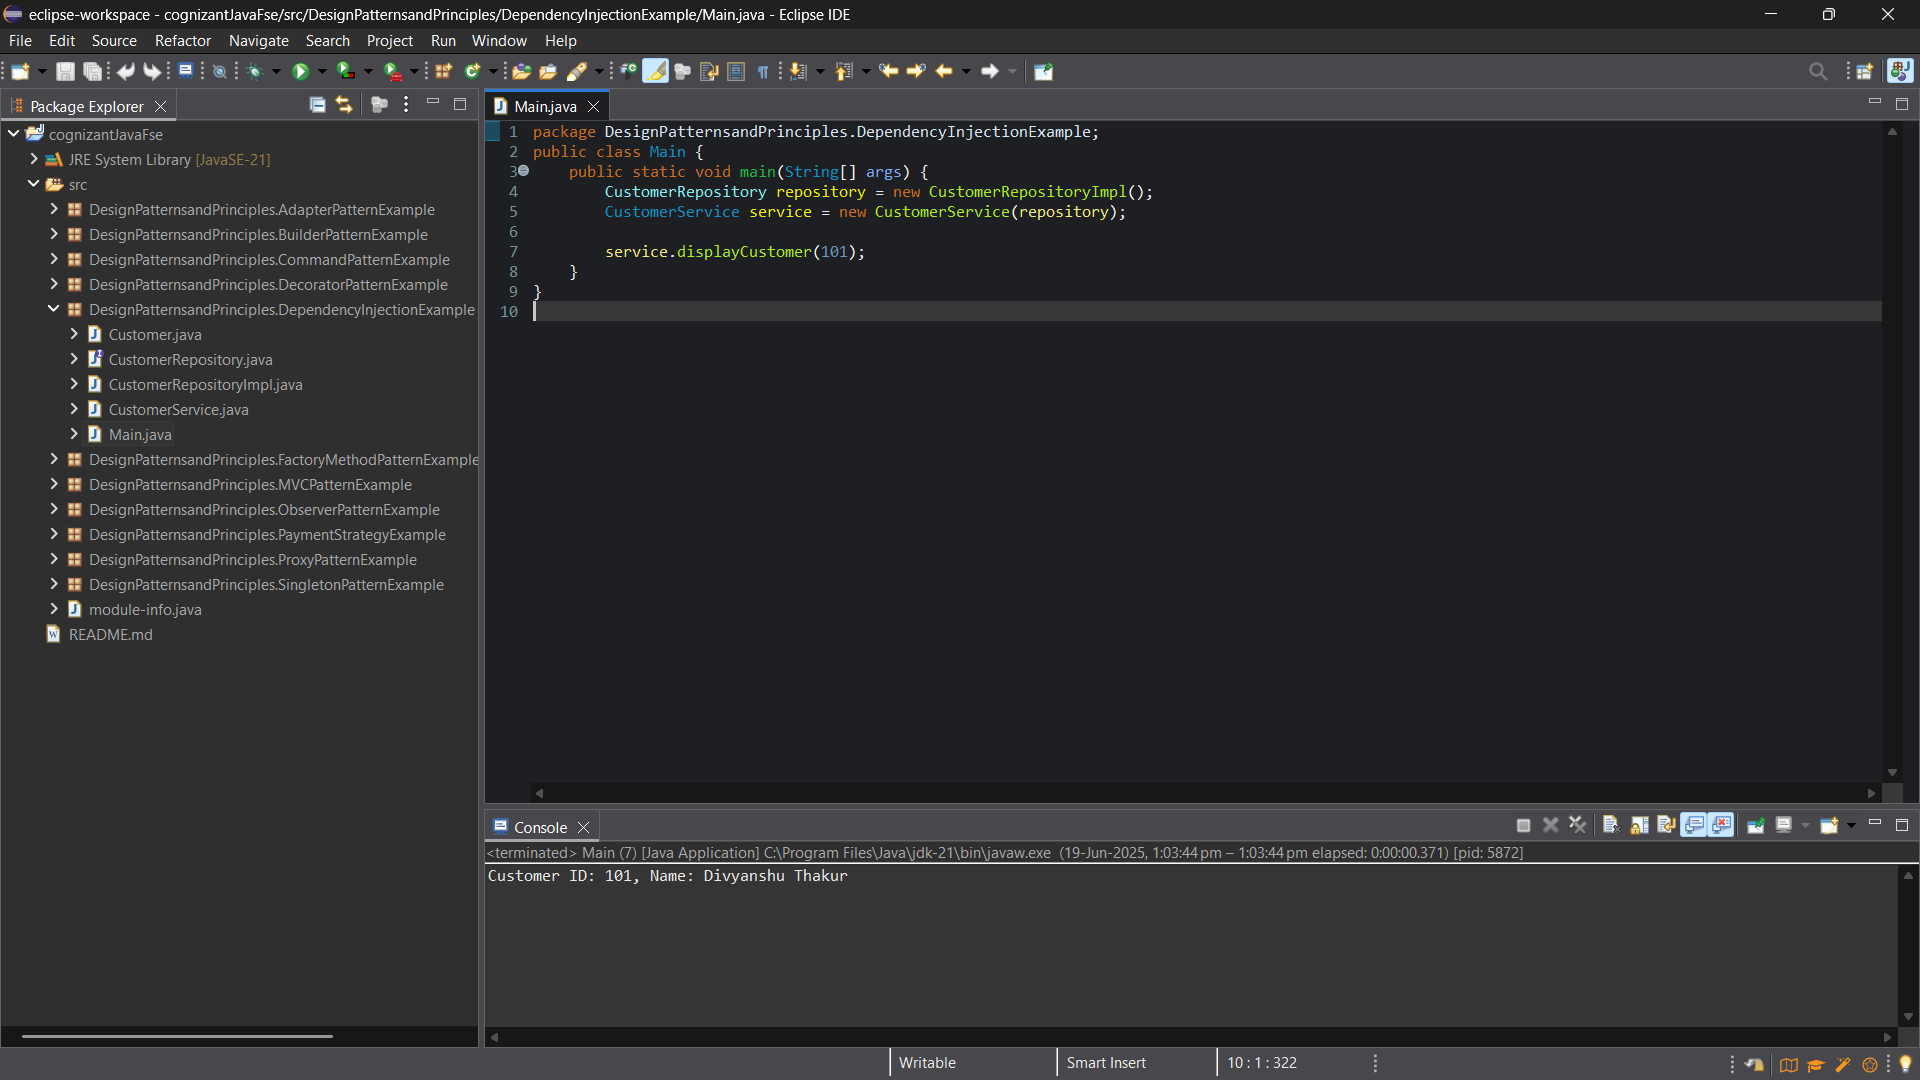 eclipse-workspace - cognizantJavaFse/src/DesignPatternsandPrinciples/DependencyInjectionExample/Main.java - Eclipse IDE
File Edit Source Refactor Navigate Search Project Run Window Help
Package Explorer
cognizantJavaFse
JRE System Library [JavaSE-21]
src
DesignPatternsandPrinciples.AdapterPatternExample
DesignPatternsandPrinciples.BuilderPatternExample
DesignPatternsandPrinciples.CommandPatternExample
DesignPatternsandPrinciples.DecoratorPatternExample
DesignPatternsandPrinciples.DependencyInjectionExample
Customer.java
CustomerRepository.java
CustomerRepositoryImpl.java
CustomerService.java
Main.java
DesignPatternsandPrinciples.FactoryMethodPatternExample
DesignPatternsandPrinciples.MVCPatternExample
DesignPatternsandPrinciples.ObserverPatternExample
DesignPatternsandPrinciples.PaymentStrategyExample
DesignPatternsandPrinciples.ProxyPatternExample
DesignPatternsandPrinciples.SingletonPatternExample
module-info.java
README.md
Main.java
1 package DesignPatternsandPrinciples.DependencyInjectionExample;
2 public class Main {
3     public static void main(String[] args) {
4         CustomerRepository repository = new CustomerRepositoryImpl();
5         CustomerService service = new CustomerService(repository);
6
7         service.displayCustomer(101);
8     }
9 }
10
Console
<terminated> Main (7) [Java Application] C:\Program Files\Java\jdk-21\bin\javaw.exe (19-Jun-2025, 1:03:44 pm – 1:03:44 pm elapsed: 0:00:00.371) [pid: 5872]
Customer ID: 101, Name: Divyanshu Thakur
Writable Smart Insert 10 : 1 : 322